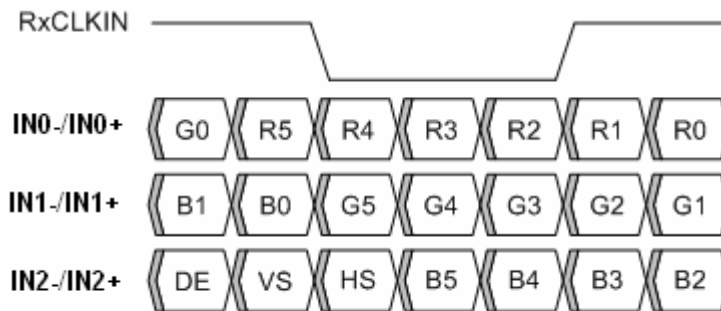 RxCLKIN
IN0-/IN0+ G0 R5 R4 R3 R2 R1 R0
IN1-/IN1+ B1 B0 G5 G4 G3 G2 G1
IN2-/IN2+ DE VS HS B5 B4 B3 B2